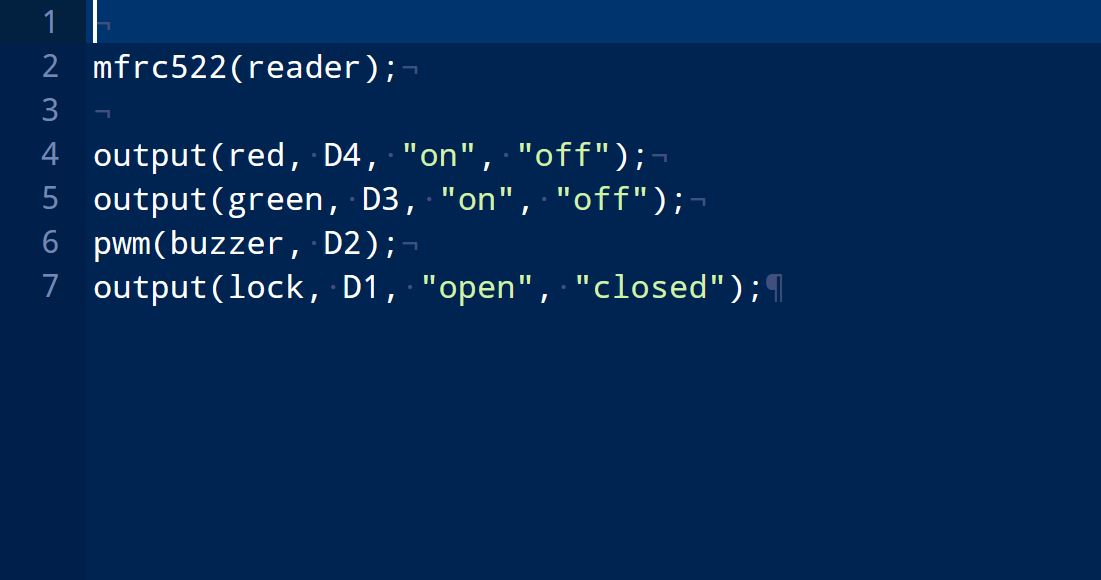 1 ¬
2 mfrc522(reader);¬
3 ¬
4 output(red,·D4,·"on",·"off");¬
5 output(green,·D3,·"on",·"off");¬
6 pwm(buzzer,·D2);¬
7 output(lock,·D1,·"open",·"closed");¶